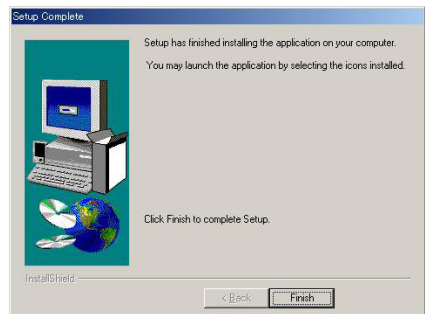 Setup Complete
Setup has finished installing the application on your computer.
You may launch the application by selecting the icons installed.
Click Finish to complete Setup.
InstallShield
< Back
Finish